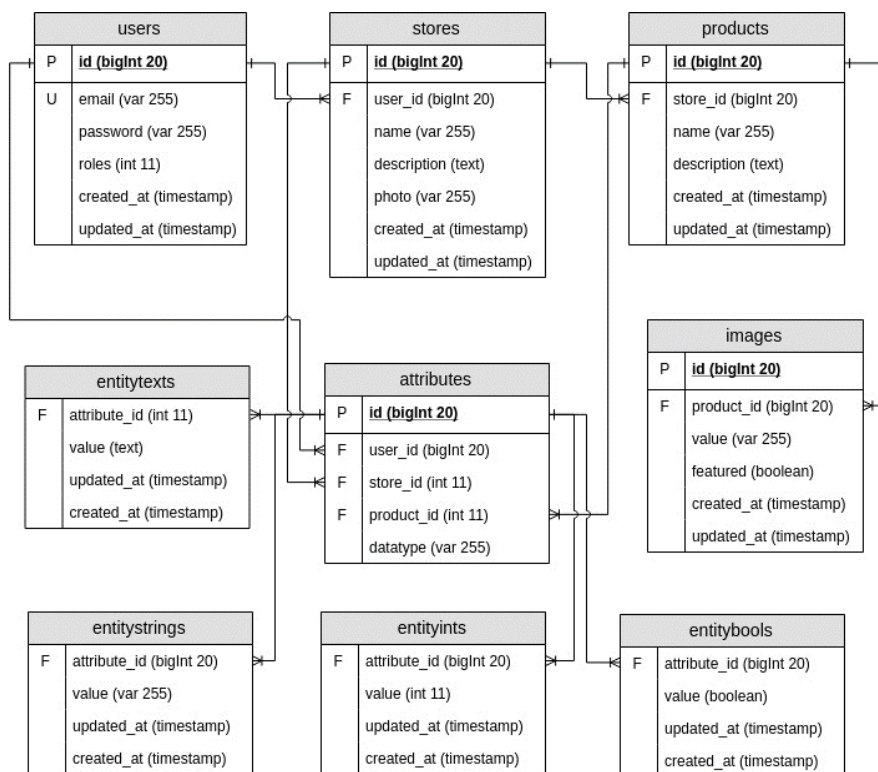 users
P id (bigInt 20)
U email (var 255)
password (var 255)
roles (int 11)
created_at (timestamp)
updated_at (timestamp)
stores
P id (bigInt 20)
F user_id (bigInt 20)
name (var 255)
description (text)
photo (var 255)
created_at (timestamp)
updated_at (timestamp)
products
P id (bigInt 20)
F store_id (bigInt 20)
name (var 255)
description (text)
created_at (timestamp)
updated_at (timestamp)
entitytexts
F attribute_id (int 11)
value (text)
updated_at (timestamp)
created_at (timestamp)
attributes
P id (bigInt 20)
F user_id (bigInt 20)
F store_id (int 11)
F product_id (int 11)
datatype (var 255)
images
P id (bigInt 20)
F product_id (bigInt 20)
value (var 255)
featured (boolean)
created_at (timestamp)
updated_at (timestamp)
entitystrings
F attribute_id (bigInt 20)
value (var 255)
updated_at (timestamp)
created_at (timestamp)
entityints
F attribute_id (bigInt 20)
value (int 11)
updated_at (timestamp)
created_at (timestamp)
entitybools
F attribute_id (bigInt 20)
value (boolean)
updated_at (timestamp)
created_at (timestamp)